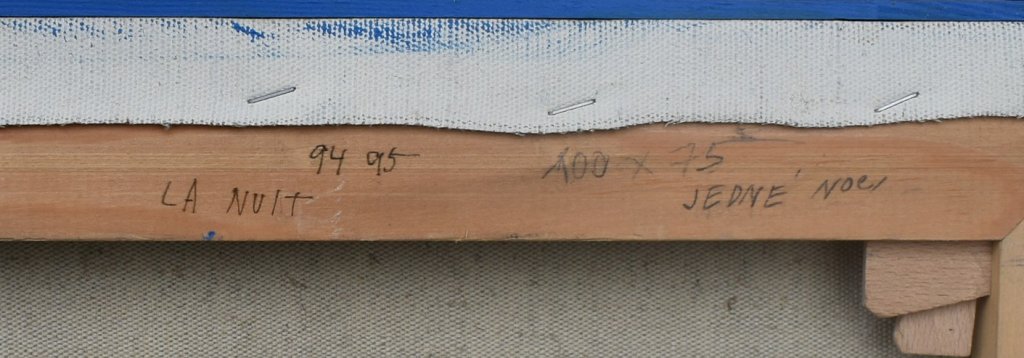 94 95 100 x 75
LA NUIT JEDNÉ NOCI